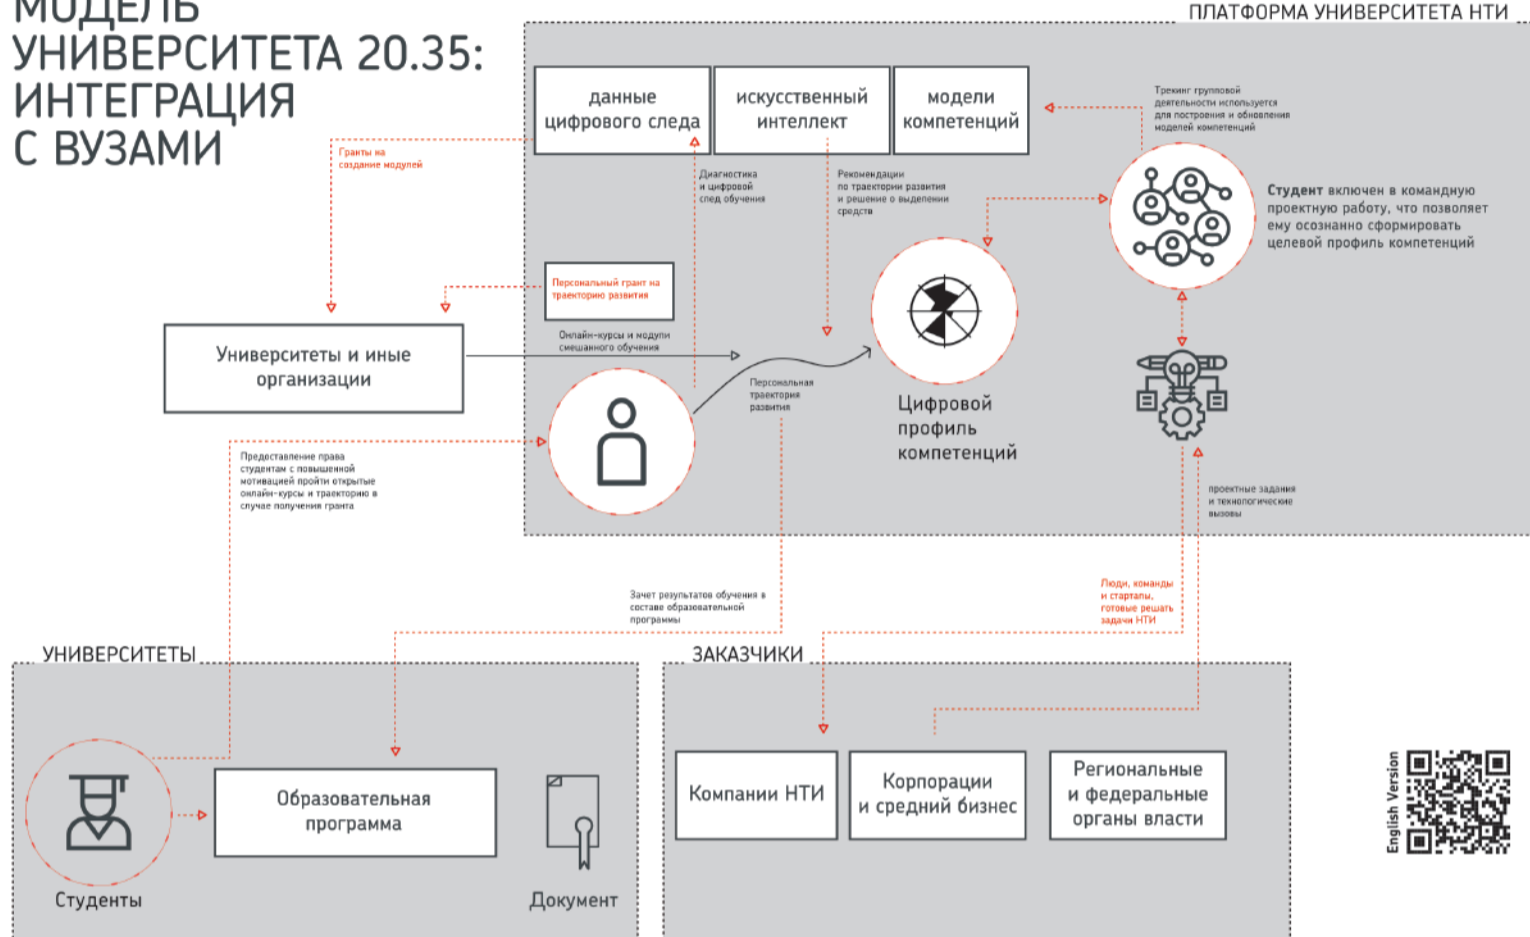 МОДЕЛЬ
УНИВЕРСИТЕТА 20.35:
ИНТЕГРАЦИЯ
С ВУЗАМИ
ПЛАТФОРМА УНИВЕРСИТЕТА НТИ
данные
цифрового следа
искусственный
интеллект
модели
компетенций
Трекинг групповой
деятельности используется
для построения и обновления
моделей компетенций
Гранты на
создание модулей
Диагностика
и цифровой
след обучения
Рекомендации
по траектории развития
и решение о выделении
средств
Студент включен в командную
проектную работу, что позволяет
ему осознанно сформировать
целевой профиль компетенций
Персональный грант на
траекторию развития
Онлайн-курсы и модули
смешанного обучения
Университеты и иные
организации
Персональная
траектория
развития
Цифровой
профиль
компетенций
Предоставление права
студентам с повышенной
мотивацией пройти открытые
онлайн-курсы и траекторию в
случае получения гранта
проектные задания
и технологические
вызовы
Зачет результатов обучения в
составе образовательной
программы
Люди, команды
и стартапы,
готовые решать
задачи НТИ
УНИВЕРСИТЕТЫ
ЗАКАЗЧИКИ
Образовательная
программа
Студенты
Документ
Компании НТИ
Корпорации
и средний бизнес
Региональные
и федеральные
органы власти
English Version